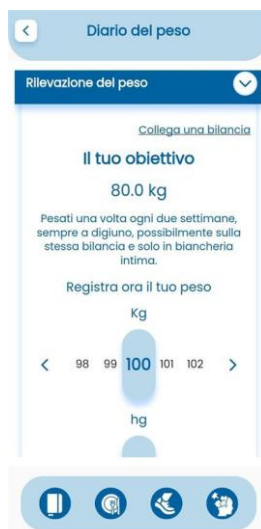 Diario del peso
Rilevazione del peso
Collega una bilancia
Il tuo obiettivo
80.0 kg
Pesati una volta ogni due settimane,
sempre a digiuno, possibilmente sulla
stessa bilancia e solo in biancheria
intima.
Registra ora il tuo peso
Kg
98 99 100 101 102
hg